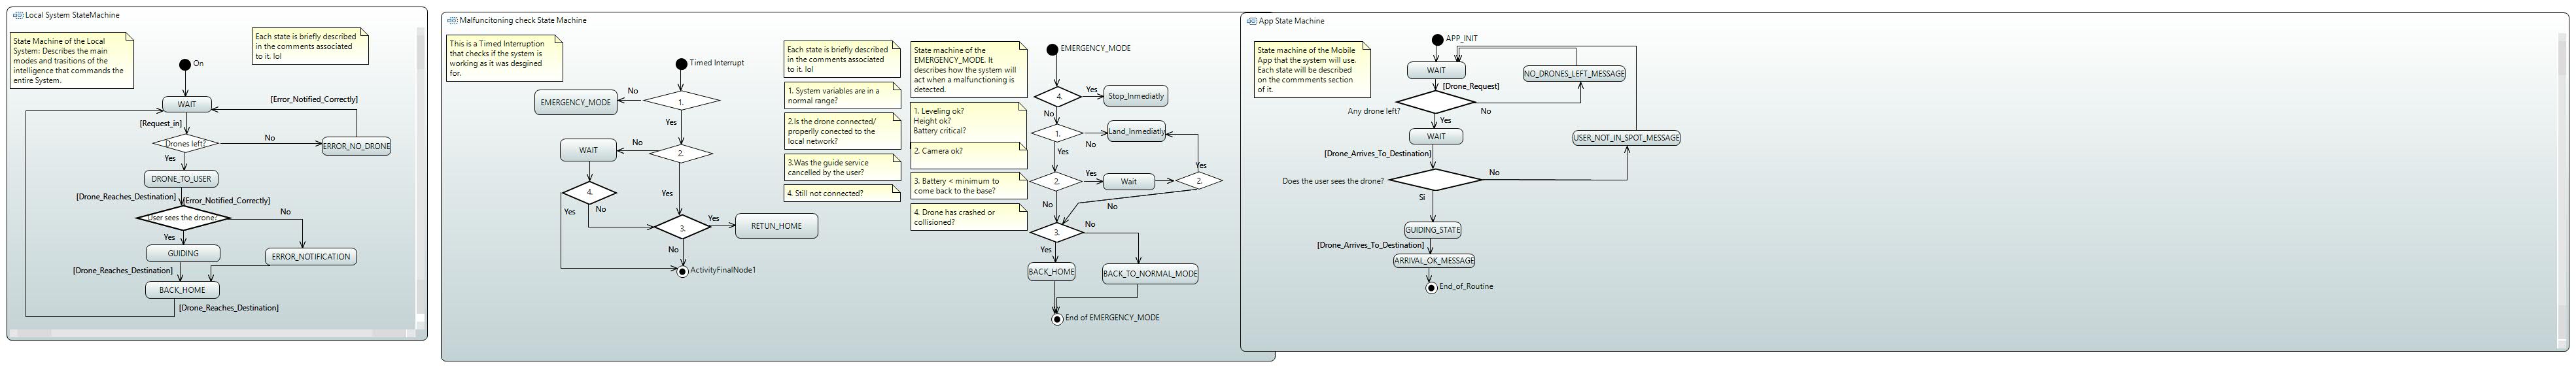 Local System StateMachine
State Machine of the Local
System: Describes the main
modes and trasitions of the
intelligence that commands the
entire System.
Each state is briefly described
in the comments associated
to it. lol
On
WAIT
[Error_Notified_Correctly]
[Request_in]
Drones left?
No
ERROR_NO_DRONE
Yes
DRONE_TO_USER
[Drone_Reaches_Destination]
[Error_Notified_Correctly]
User sees the drone?
No
Yes
GUIDING
ERROR_NOTIFICATION
[Drone_Reaches_Destination]
BACK_HOME
[Drone_Reaches_Destination]
Malfuncitoning check State Machine
This is a Timed Interruption
that checks if the system is
working as it was desgined
for.
Timed Interrupt
No
EMERGENCY_MODE
1.
Yes
WAIT
No
2.
4.
Yes
No
Yes
3.
Yes
RETUN_HOME
No
ActivityFinalNode1
Each state is briefly described
in the comments associated
to it. lol
1. System variables are in a
normal range?
2.Is the drone connected/
properlly conected to the
local network?
3.Was the guide service
cancelled by the user?
4. Still not connected?
State machine of the
EMERGENCY_MODE. It
describes how the system will
act when a malfunctioning is
detected.
1. Leveling ok?
Height ok?
Battery critical?
2. Camera ok?
3. Battery < minimum to
come back to the base?
4. Drone has crashed or
collisioned?
EMERGENCY_MODE
4.
Yes
Stop_Inmediatly
No
1.
No
Land_Inmediatly
Yes
Yes
2.
Yes
Wait
2.
No
No
3.
No
Yes
BACK_HOME
BACK_TO_NORMAL_MODE
End of EMERGENCY_MODE
App State Machine
State machine of the Mobile
App that the system will use.
Each state will be described
on the commments section
of it.
APP_INIT
WAIT
NO_DRONES_LEFT_MESSAGE
[Drone_Request]
Any drone left?
No
Yes
WAIT
USER_NOT_IN_SPOT_MESSAGE
[Drone_Arrives_To_Destination]
Does the user sees the drone?
No
Si
GUIDING_STATE
[Drone_Arrives_To_Destination]
ARRIVAL_OK_MESSAGE
End_of_Routine